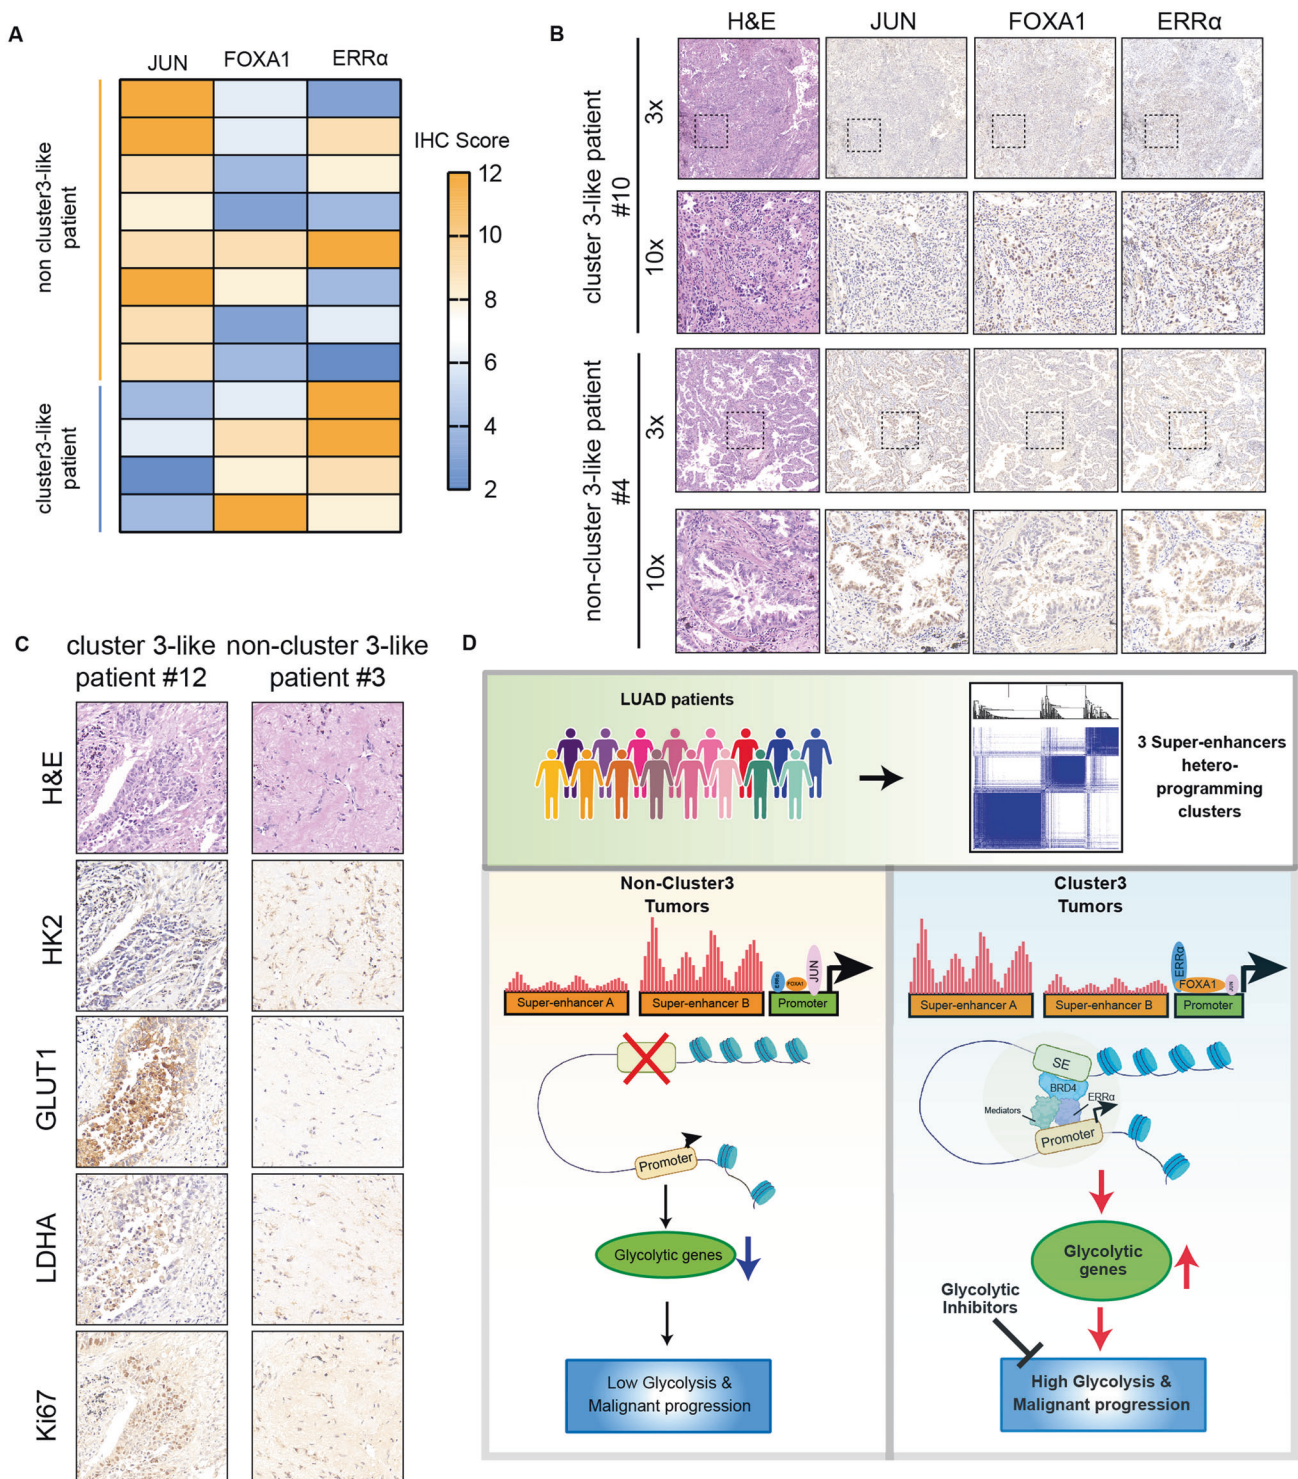 A
JUN FOXA1 ERRα
non cluster3-like
patient
cluster3-like
patient
IHC Score
12
10
8
6
4
2
B
H&E JUN FOXA1 ERRα
cluster 3-like patient
#10
3x
10x
non-cluster 3-like patient
#4
3x
10x
C
cluster 3-like
patient #12
non-cluster 3-like
patient #3
H&E
HK2
GLUT1
LDHA
Ki67
D
LUAD patients
3 Super-enhancers
hetero-
programming
clusters
Non-Cluster3
Tumors
ERRα
FOXA1
JUN
Super-enhancer A
Super-enhancer B
Promoter
Promoter
Glycolytic genes
Low Glycolysis &
Malignant progression
Cluster3
Tumors
ERRα
FOXA1
JUN
Super-enhancer A
Super-enhancer B
Promoter
SE
BRD4
ERRα
Mediators
Promoter
Glycolytic
genes
Glycolytic
Inhibitors
High Glycolysis &
Malignant progression